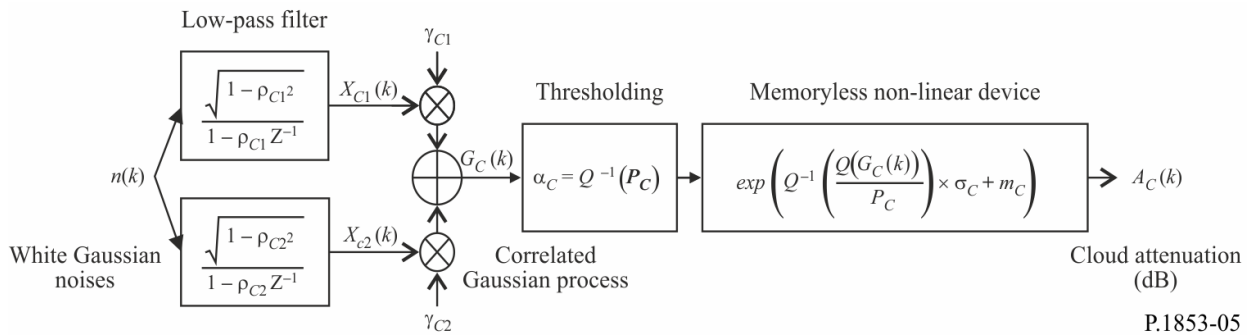 Low-pass filter
γC1
√1 – ρC1²
1 – ρC1 Z⁻¹
XC1 (k)
Thresholding
Memoryless non-linear device
n(k)
GC (k)
αC = Q ⁻¹ (PC)
exp ( Q⁻¹ ( Q(GC (k)) / PC ) × σC + mC )
AC (k)
√1 – ρC2²
1 – ρC2 Z⁻¹
Xc2 (k)
White Gaussian
noises
Correlated
Gaussian process
Cloud attenuation
(dB)
γC2
P.1853-05